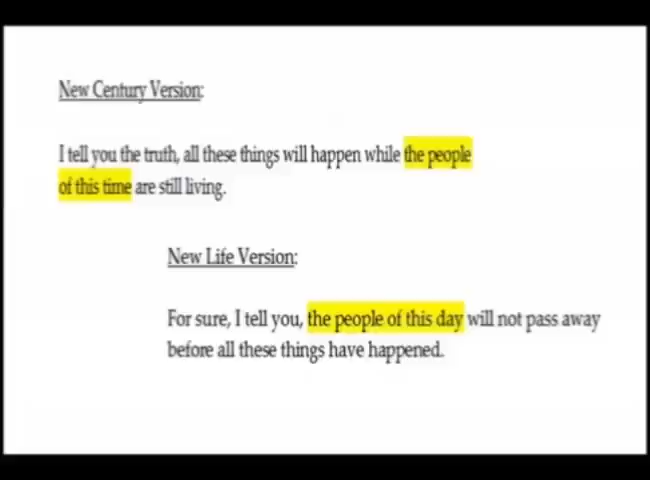 New Century Version:
I tell you the truth, all these things will happen while the people
of this time are still living.
New Life Version:
For sure, I tell you, the people of this day will not pass away
before all these things have happened.